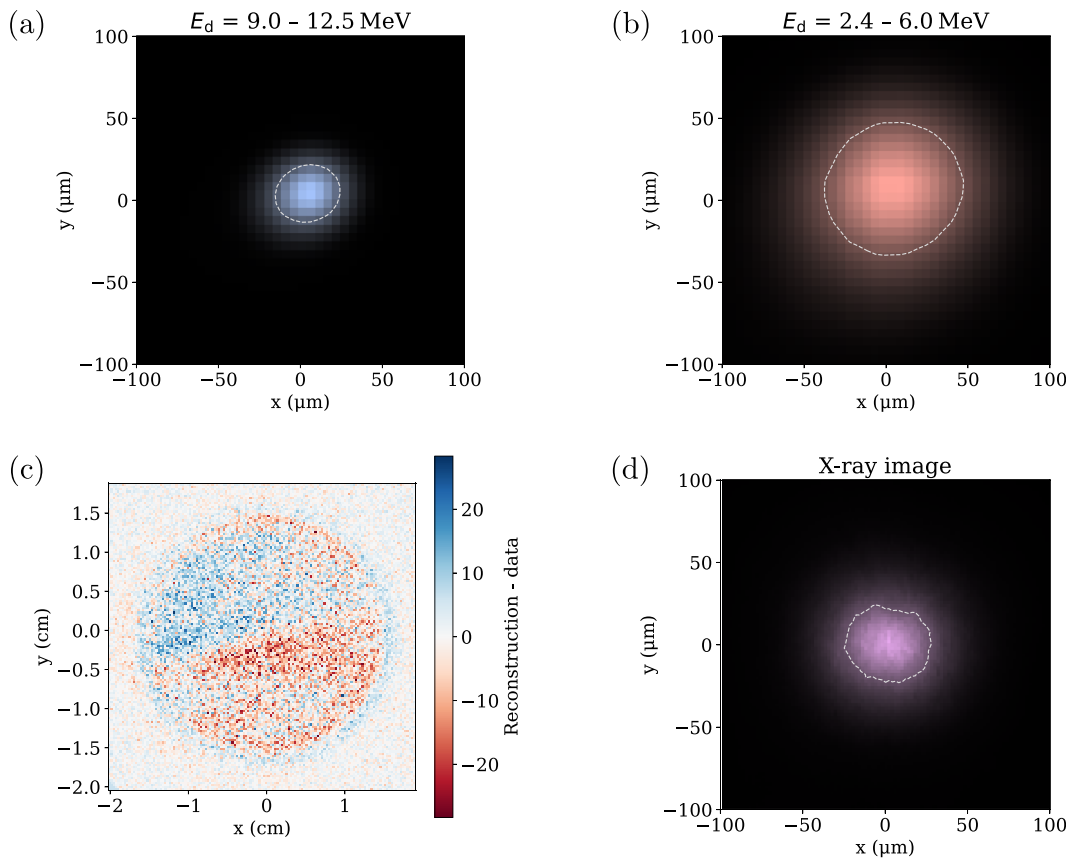 (a)
E_d = 9.0 – 12.5 MeV
100
50
0
−50
−100
y (µm)
−100
−50
0
50
100
x (µm)
(b)
E_d = 2.4 – 6.0 MeV
100
50
0
−50
−100
y (µm)
−100
−50
0
50
100
x (µm)
(c)
1.5
1.0
0.5
0.0
−0.5
−1.0
−1.5
−2.0
y (cm)
−2
−1
0
1
x (cm)
20
10
0
−10
−20
Reconstruction - data
(d)
X-ray image
100
50
0
−50
−100
y (µm)
−100
−50
0
50
100
x (µm)